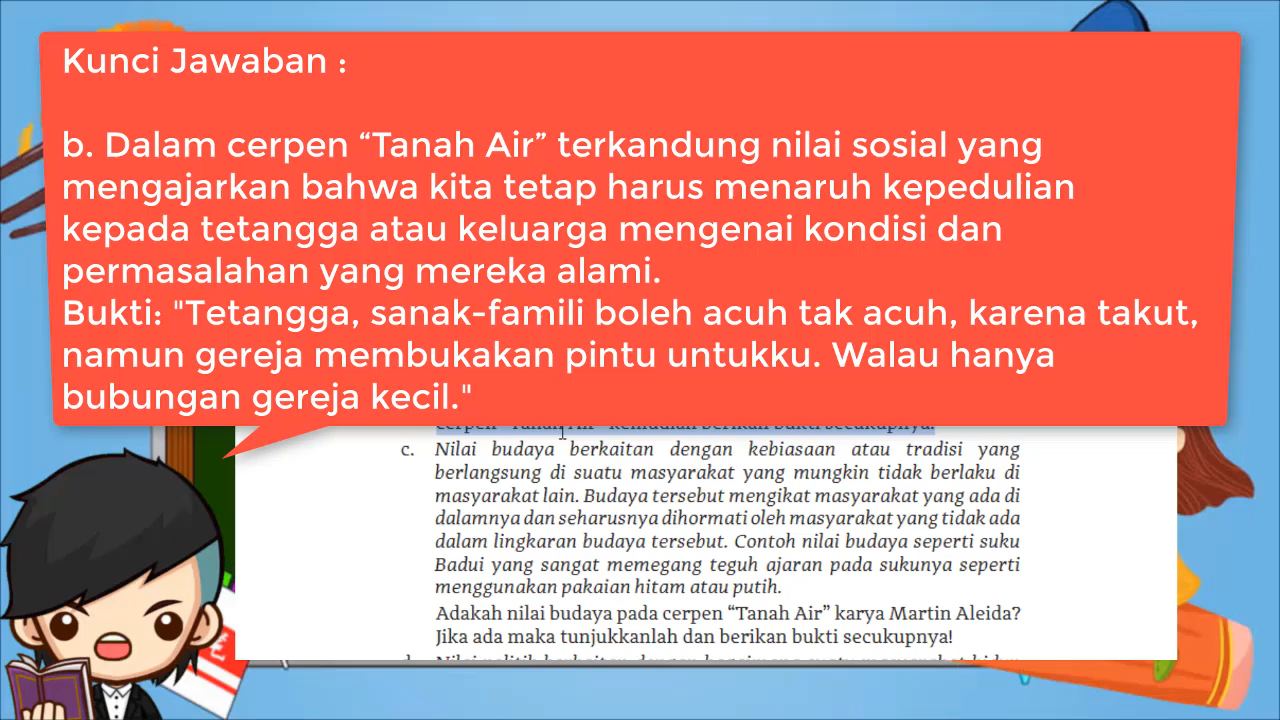 Kunci Jawaban :
b. Dalam cerpen “Tanah Air” terkandung nilai sosial yang
mengajarkan bahwa kita tetap harus menaruh kepedulian
kepada tetangga atau keluarga mengenai kondisi dan
permasalahan yang mereka alami.
Bukti: "Tetangga, sanak-famili boleh acuh tak acuh, karena takut,
namun gereja membukakan pintu untukku. Walau hanya
bubungan gereja kecil."
c. Nilai budaya berkaitan dengan kebiasaan atau tradisi yang
berlangsung di suatu masyarakat yang mungkin tidak berlaku di
masyarakat lain. Budaya tersebut mengikat masyarakat yang ada di
dalamnya dan seharusnya dihormati oleh masyarakat yang tidak ada
dalam lingkaran budaya tersebut. Contoh nilai budaya seperti suku
Badui yang sangat memegang teguh ajaran pada sukunya seperti
menggunakan pakaian hitam atau putih.
Adakah nilai budaya pada cerpen “Tanah Air” karya Martin Aleida?
Jika ada maka tunjukkanlah dan berikan bukti secukupnya!